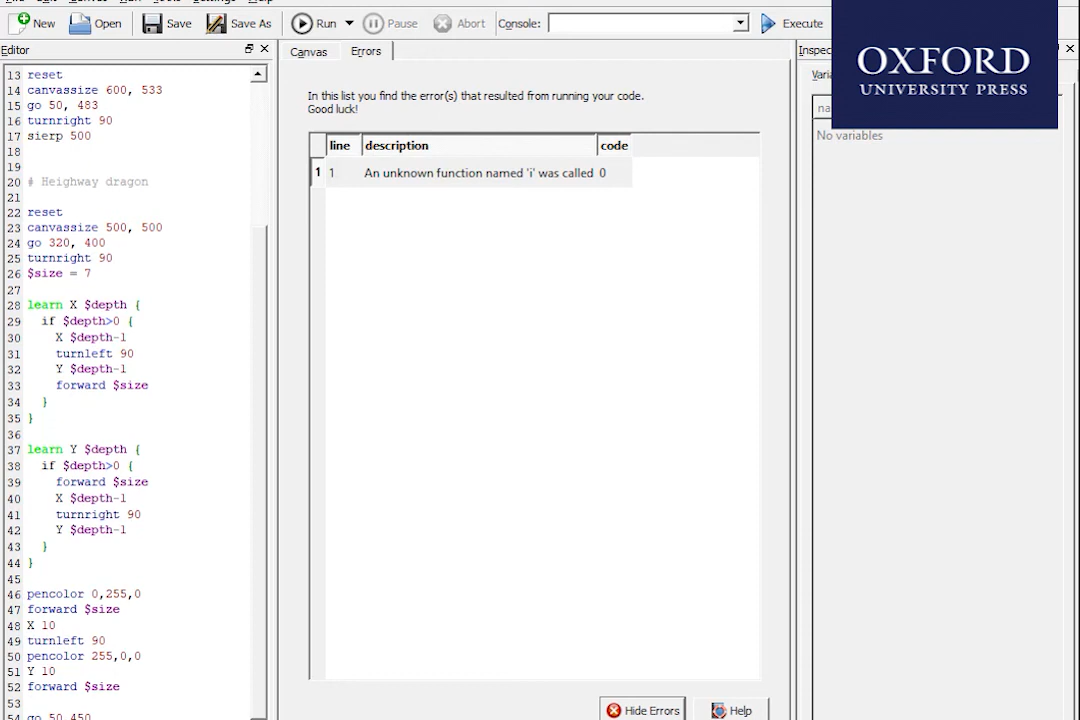 New Open Save Save As Run Pause Abort Console: Execute
Editor
Canvas Errors
Inspec
13 reset
14 canvassize 600, 533
15 go 50, 483
16 turnright 90
17 sierp 500
18
19
20 # Heighway dragon
21
22 reset
23 canvassize 500, 500
24 go 320, 400
25 turnright 90
26 $size = 7
27
28 learn X $depth {
29 if $depth>0 {
30 X $depth-1
31 turnleft 90
32 Y $depth-1
33 forward $size
34 }
35 }
36
37 learn Y $depth {
38 if $depth>0 {
39 forward $size
40 X $depth-1
41 turnright 90
42 Y $depth-1
43 }
44 }
45
46 pencolor 0,255,0
47 forward $size
48 X 10
49 turnleft 90
50 pencolor 255,0,0
51 Y 10
52 forward $size
53
54 go 50,450
In this list you find the error(s) that resulted from running your code.
Good luck!
line description code
1 1 An unknown function named 'i' was called 0
Hide Errors Help
Varia
na
No variables
OXFORD
UNIVERSITY PRESS